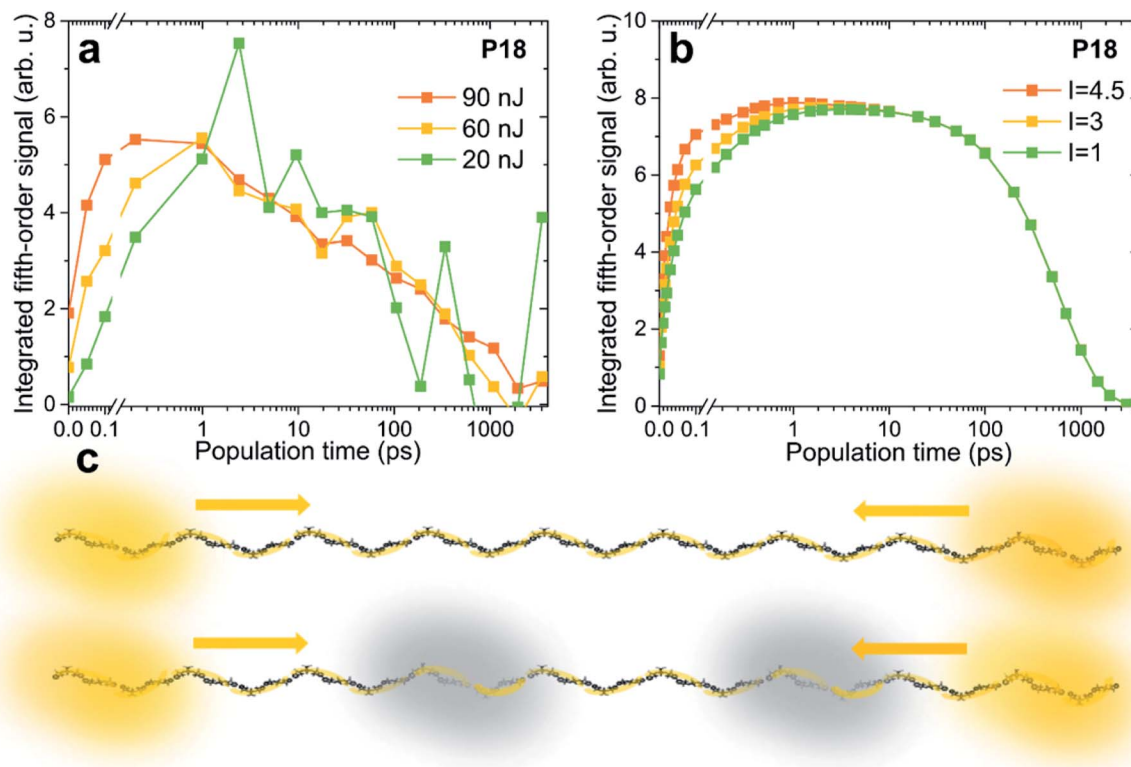 a
P18
90 nJ
60 nJ
20 nJ
Integrated fifth-order signal (arb. u.)
8
6
4
2
0
0.0
0.1
1
10
100
1000
Population time (ps)
b
P18
I=4.5
I=3
I=1
Integrated fifth-order signal (arb. u.)
10
8
6
4
2
0
0.0
0.1
1
10
100
1000
Population time (ps)
c